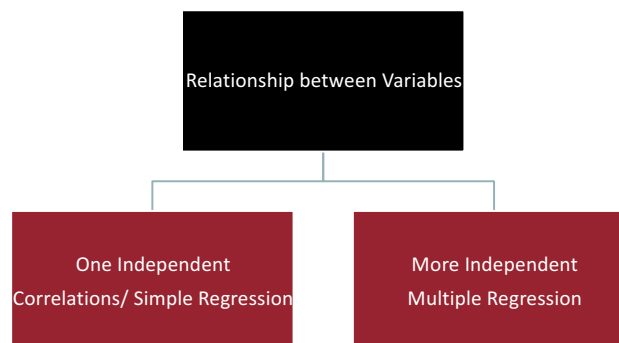 Relationship between Variables
One Independent
Correlations/ Simple Regression
More Independent
Multiple Regression